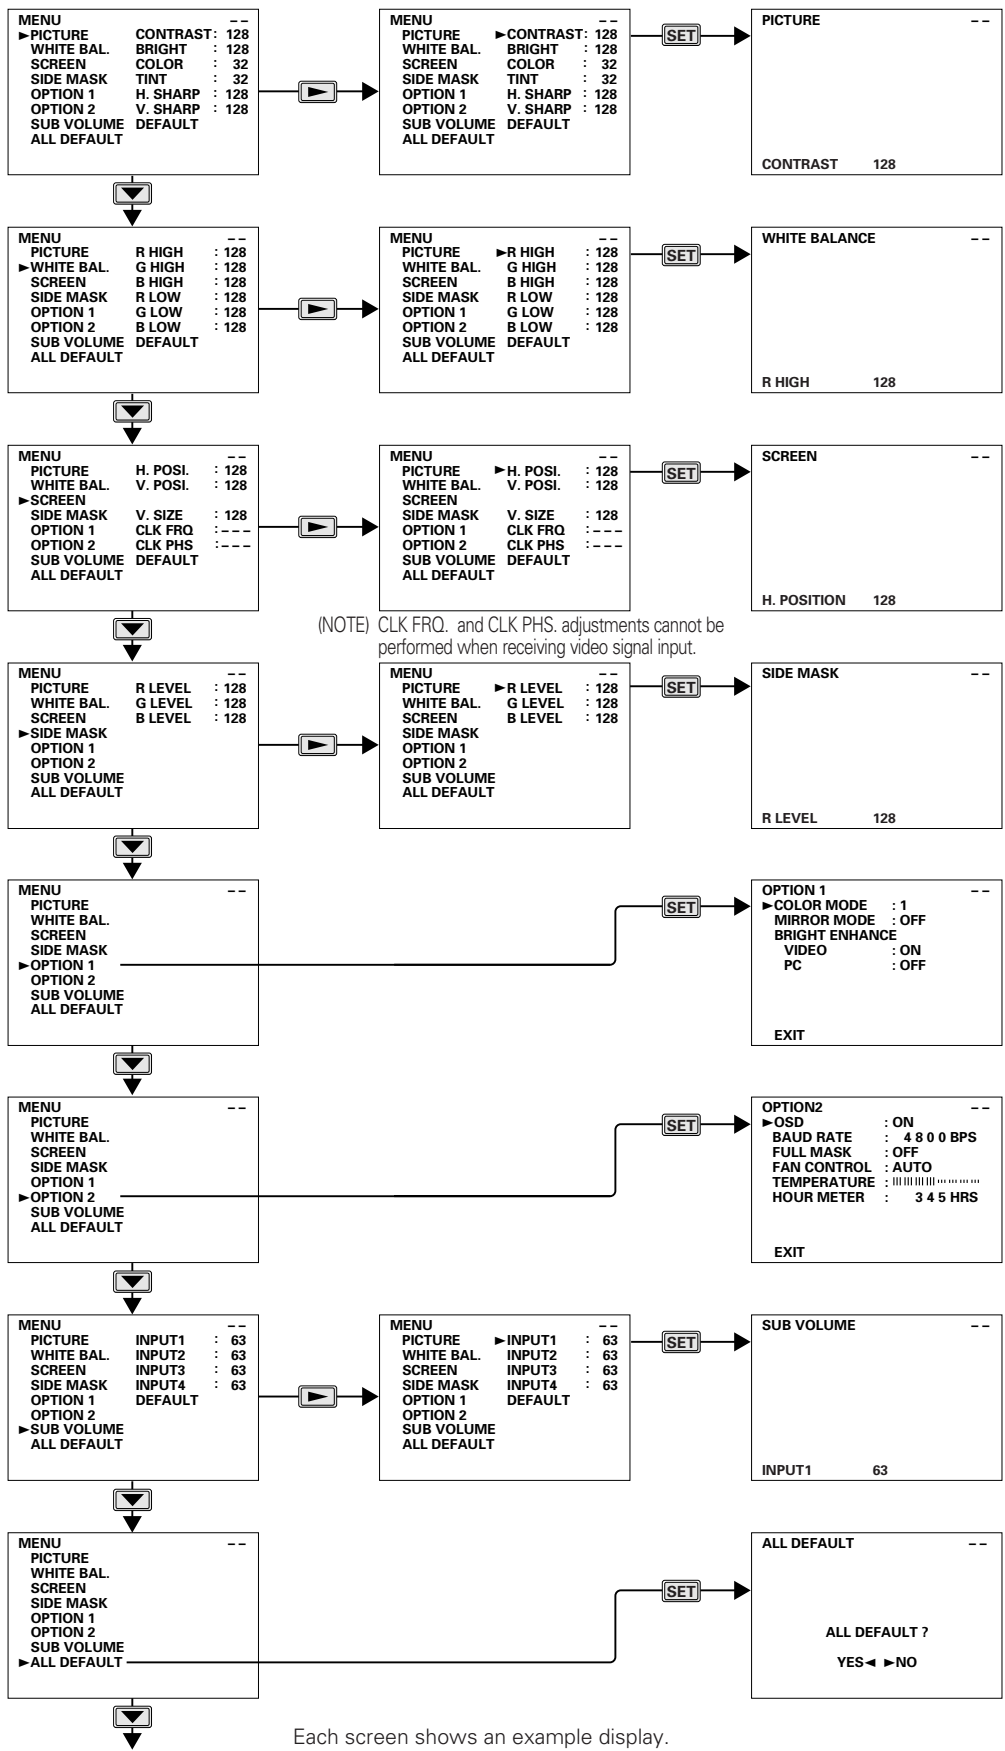 MENU – –
►PICTURE CONTRAST : 128
WHITE BAL. BRIGHT : 128
SCREEN COLOR : 32
SIDE MASK TINT : 32
OPTION 1 H. SHARP : 128
OPTION 2 V. SHARP : 128
SUB VOLUME DEFAULT
ALL DEFAULT
MENU – –
PICTURE ►CONTRAST : 128
WHITE BAL. BRIGHT : 128
SCREEN COLOR : 32
SIDE MASK TINT : 32
OPTION 1 H. SHARP : 128
OPTION 2 V. SHARP : 128
SUB VOLUME DEFAULT
ALL DEFAULT
SET
PICTURE – –
CONTRAST 128
MENU – –
PICTURE R HIGH : 128
►WHITE BAL. G HIGH : 128
SCREEN B HIGH : 128
SIDE MASK R LOW : 128
OPTION 1 G LOW : 128
OPTION 2 B LOW : 128
SUB VOLUME DEFAULT
ALL DEFAULT
MENU – –
PICTURE ►R HIGH : 128
WHITE BAL. G HIGH : 128
SCREEN B HIGH : 128
SIDE MASK R LOW : 128
OPTION 1 G LOW : 128
OPTION 2 B LOW : 128
SUB VOLUME DEFAULT
ALL DEFAULT
SET
WHITE BALANCE – –
R HIGH 128
MENU – –
PICTURE H. POSI. : 128
WHITE BAL. V. POSI. : 128
►SCREEN
SIDE MASK V. SIZE : 128
OPTION 1 CLK FRQ : – – –
OPTION 2 CLK PHS : – – –
SUB VOLUME DEFAULT
ALL DEFAULT
MENU – –
PICTURE ►H. POSI. : 128
WHITE BAL. V. POSI. : 128
SCREEN
SIDE MASK V. SIZE : 128
OPTION 1 CLK FRQ : – – –
OPTION 2 CLK PHS : – – –
SUB VOLUME DEFAULT
ALL DEFAULT
SET
SCREEN – –
H. POSITION 128
(NOTE) CLK FRQ. and CLK PHS. adjustments cannot be
performed when receiving video signal input.
MENU – –
PICTURE R LEVEL : 128
WHITE BAL. G LEVEL : 128
SCREEN B LEVEL : 128
►SIDE MASK
OPTION 1
OPTION 2
SUB VOLUME
ALL DEFAULT
MENU – –
PICTURE ►R LEVEL : 128
WHITE BAL. G LEVEL : 128
SCREEN B LEVEL : 128
SIDE MASK
OPTION 1
OPTION 2
SUB VOLUME
ALL DEFAULT
SET
SIDE MASK – –
R LEVEL 128
MENU – –
PICTURE
WHITE BAL.
SCREEN
SIDE MASK
►OPTION 1
OPTION 2
SUB VOLUME
ALL DEFAULT
SET
OPTION 1 – –
►COLOR MODE : 1
MIRROR MODE : OFF
BRIGHT ENHANCE
VIDEO : ON
PC : OFF
EXIT
MENU – –
PICTURE
WHITE BAL.
SCREEN
SIDE MASK
OPTION 1
►OPTION 2
SUB VOLUME
ALL DEFAULT
SET
OPTION2 – –
►OSD : ON
BAUD RATE : 4 8 0 0 BPS
FULL MASK : OFF
FAN CONTROL : AUTO
TEMPERATURE :
HOUR METER : 3 4 5 HRS
EXIT
MENU – –
PICTURE INPUT1 : 63
WHITE BAL. INPUT2 : 63
SCREEN INPUT3 : 63
SIDE MASK INPUT4 : 63
OPTION 1 DEFAULT
OPTION 2
►SUB VOLUME
ALL DEFAULT
MENU – –
PICTURE ►INPUT1 : 63
WHITE BAL. INPUT2 : 63
SCREEN INPUT3 : 63
SIDE MASK INPUT4 : 63
OPTION 1 DEFAULT
OPTION 2
SUB VOLUME
ALL DEFAULT
SET
SUB VOLUME – –
INPUT1 63
MENU – –
PICTURE
WHITE BAL.
SCREEN
SIDE MASK
OPTION 1
OPTION 2
SUB VOLUME
►ALL DEFAULT
SET
ALL DEFAULT – –
ALL DEFAULT ?
YES◄ ►NO
Each screen shows an example display.